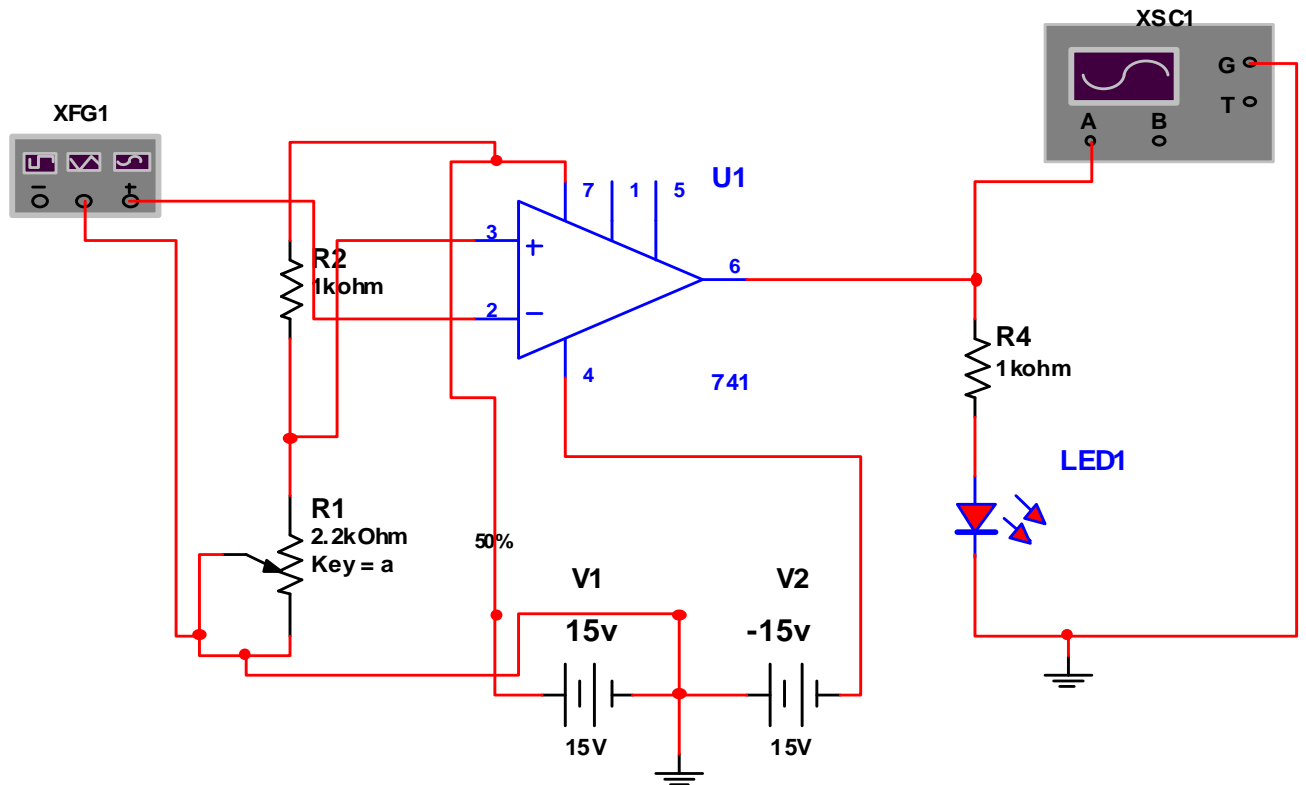 XSC1
G
T
A B
XFG1
− +
U1
7 1 5
3
+
R2
1kohm
6
2
−
4
741
R4
1kohm
LED1
R1
2.2kOhm
Key = a
50%
V1 V2
15v -15v
15V 15V